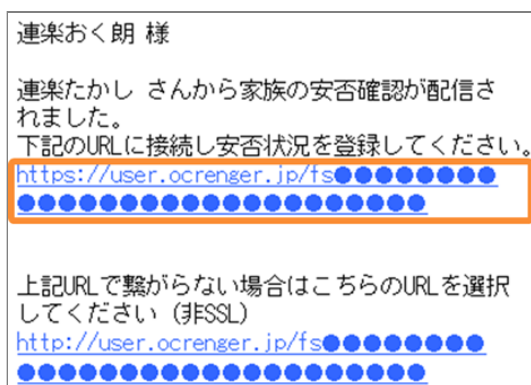 連楽おく朗 様
連楽たかし さんから家族の安否確認が配信さ
れました。
下記のURLに接続し安否状況を登録してください。
https://user.ocrenger.jp/fs●●●●●●●●
●●●●●●●●●●●●●●●●●●●●
上記URLで繋がらない場合はこちらのURLを選択
してください（非SSL）
http://user.ocrenger.jp/fs●●●●●●●●
●●●●●●●●●●●●●●●●●●●●